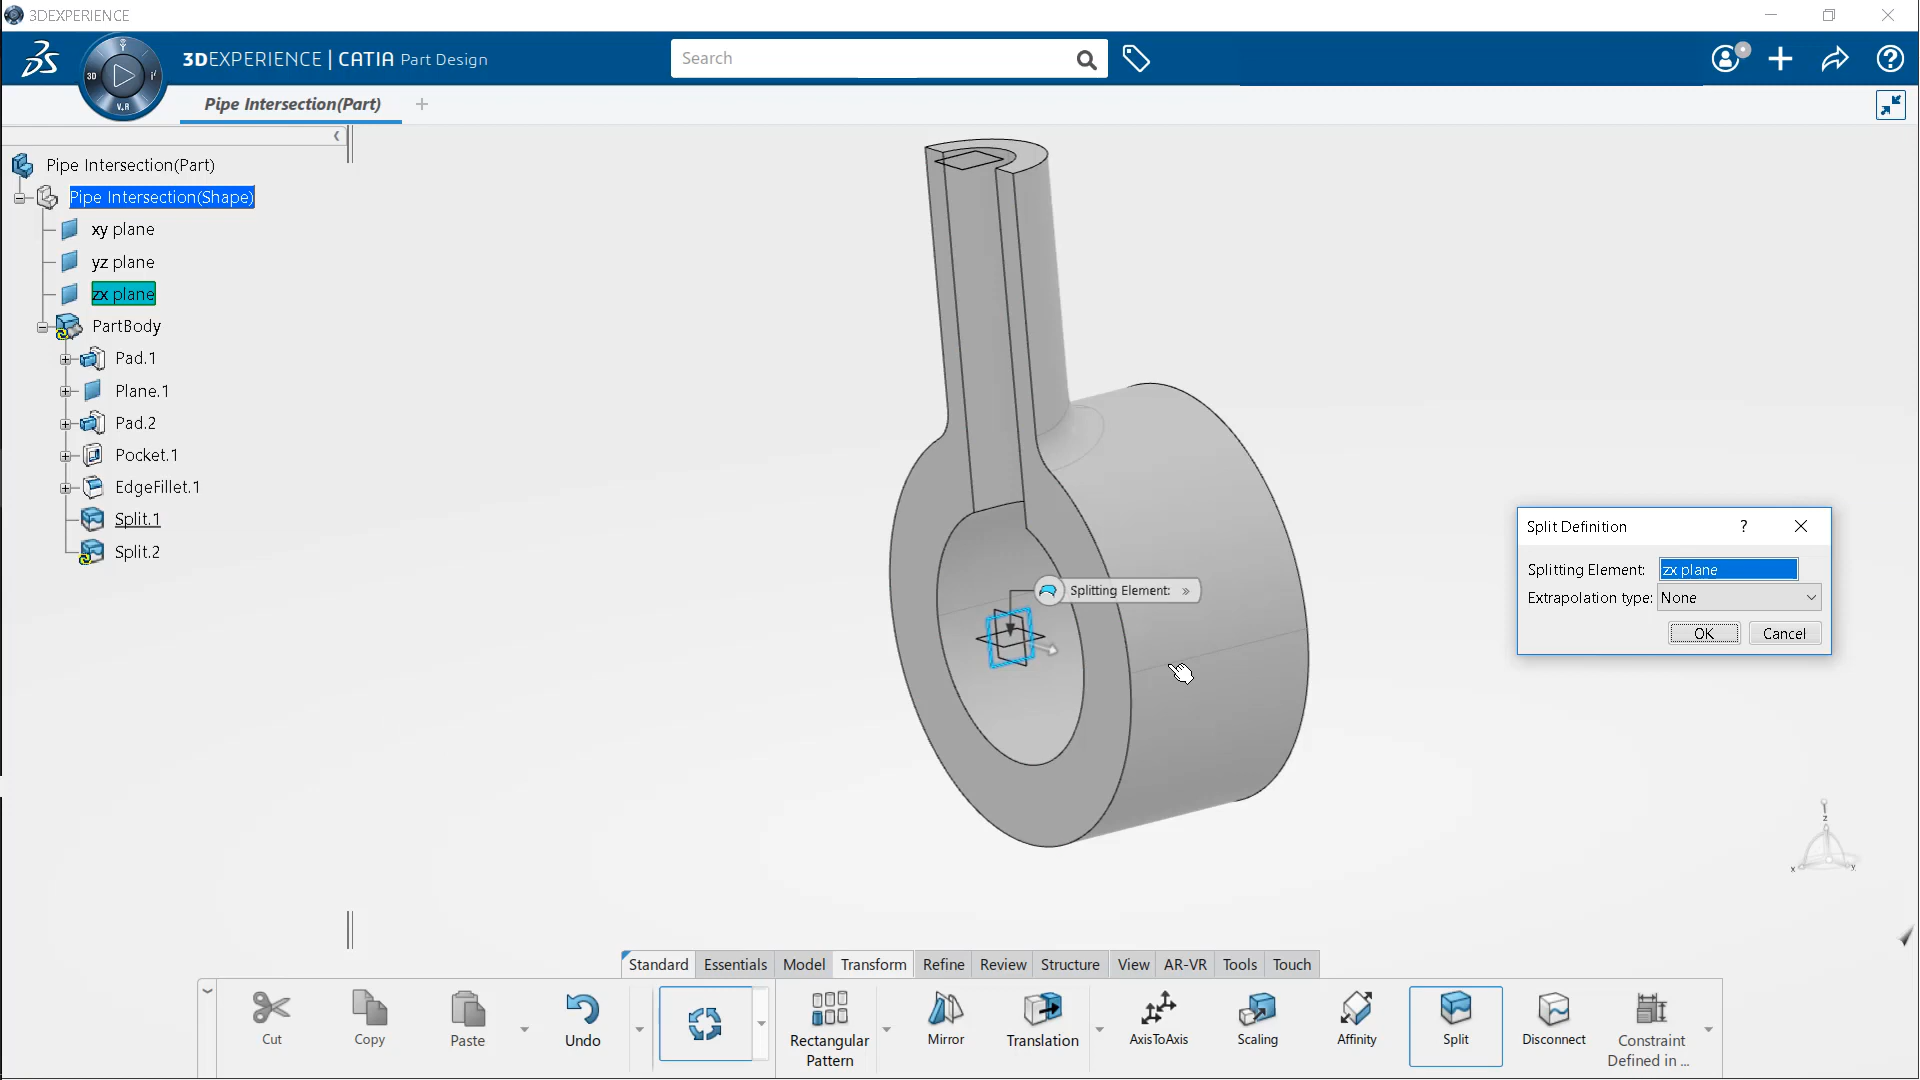 3DEXPERIENCE
3DEXPERIENCE | CATIA Part Design
Search
3D
V.R
Pipe Intersection(Part)
Pipe Intersection(Part)
Pipe Intersection(Shape)
xy plane
yz plane
zx plane
PartBody
Pad.1
Plane.1
Pad.2
Pocket.1
EdgeFillet.1
Split.1
Split.2
Splitting Element: »
Split Definition
Splitting Element: zx plane
Extrapolation type: None
OK Cancel
z
x y
Standard Essentials Model Transform Refine Review Structure View AR-VR Tools Touch
Cut
Copy
Paste
Undo
Rectangular
Pattern
Mirror
Translation
AxisToAxis
Scaling
Affinity
Split
Disconnect
Constraint
Defined in ...